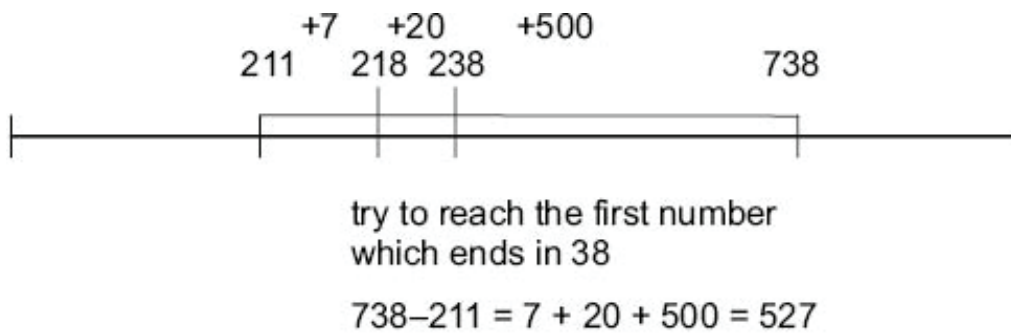 +7 +20 +500
211 218 238 738
try to reach the first number
which ends in 38
738–211 = 7 + 20 + 500 = 527